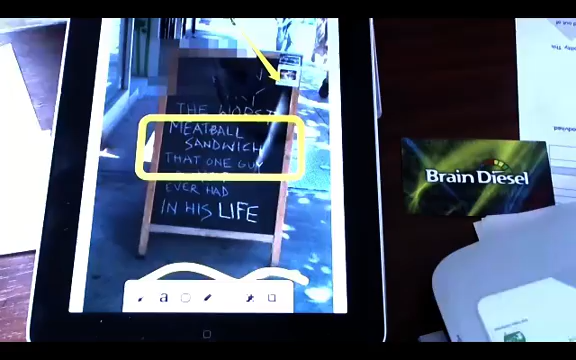 THE WORST
MEATBALL
SANDWICH
THAT ONE GUY
EVER HAD
IN HIS LIFE
a
Brain Diesel